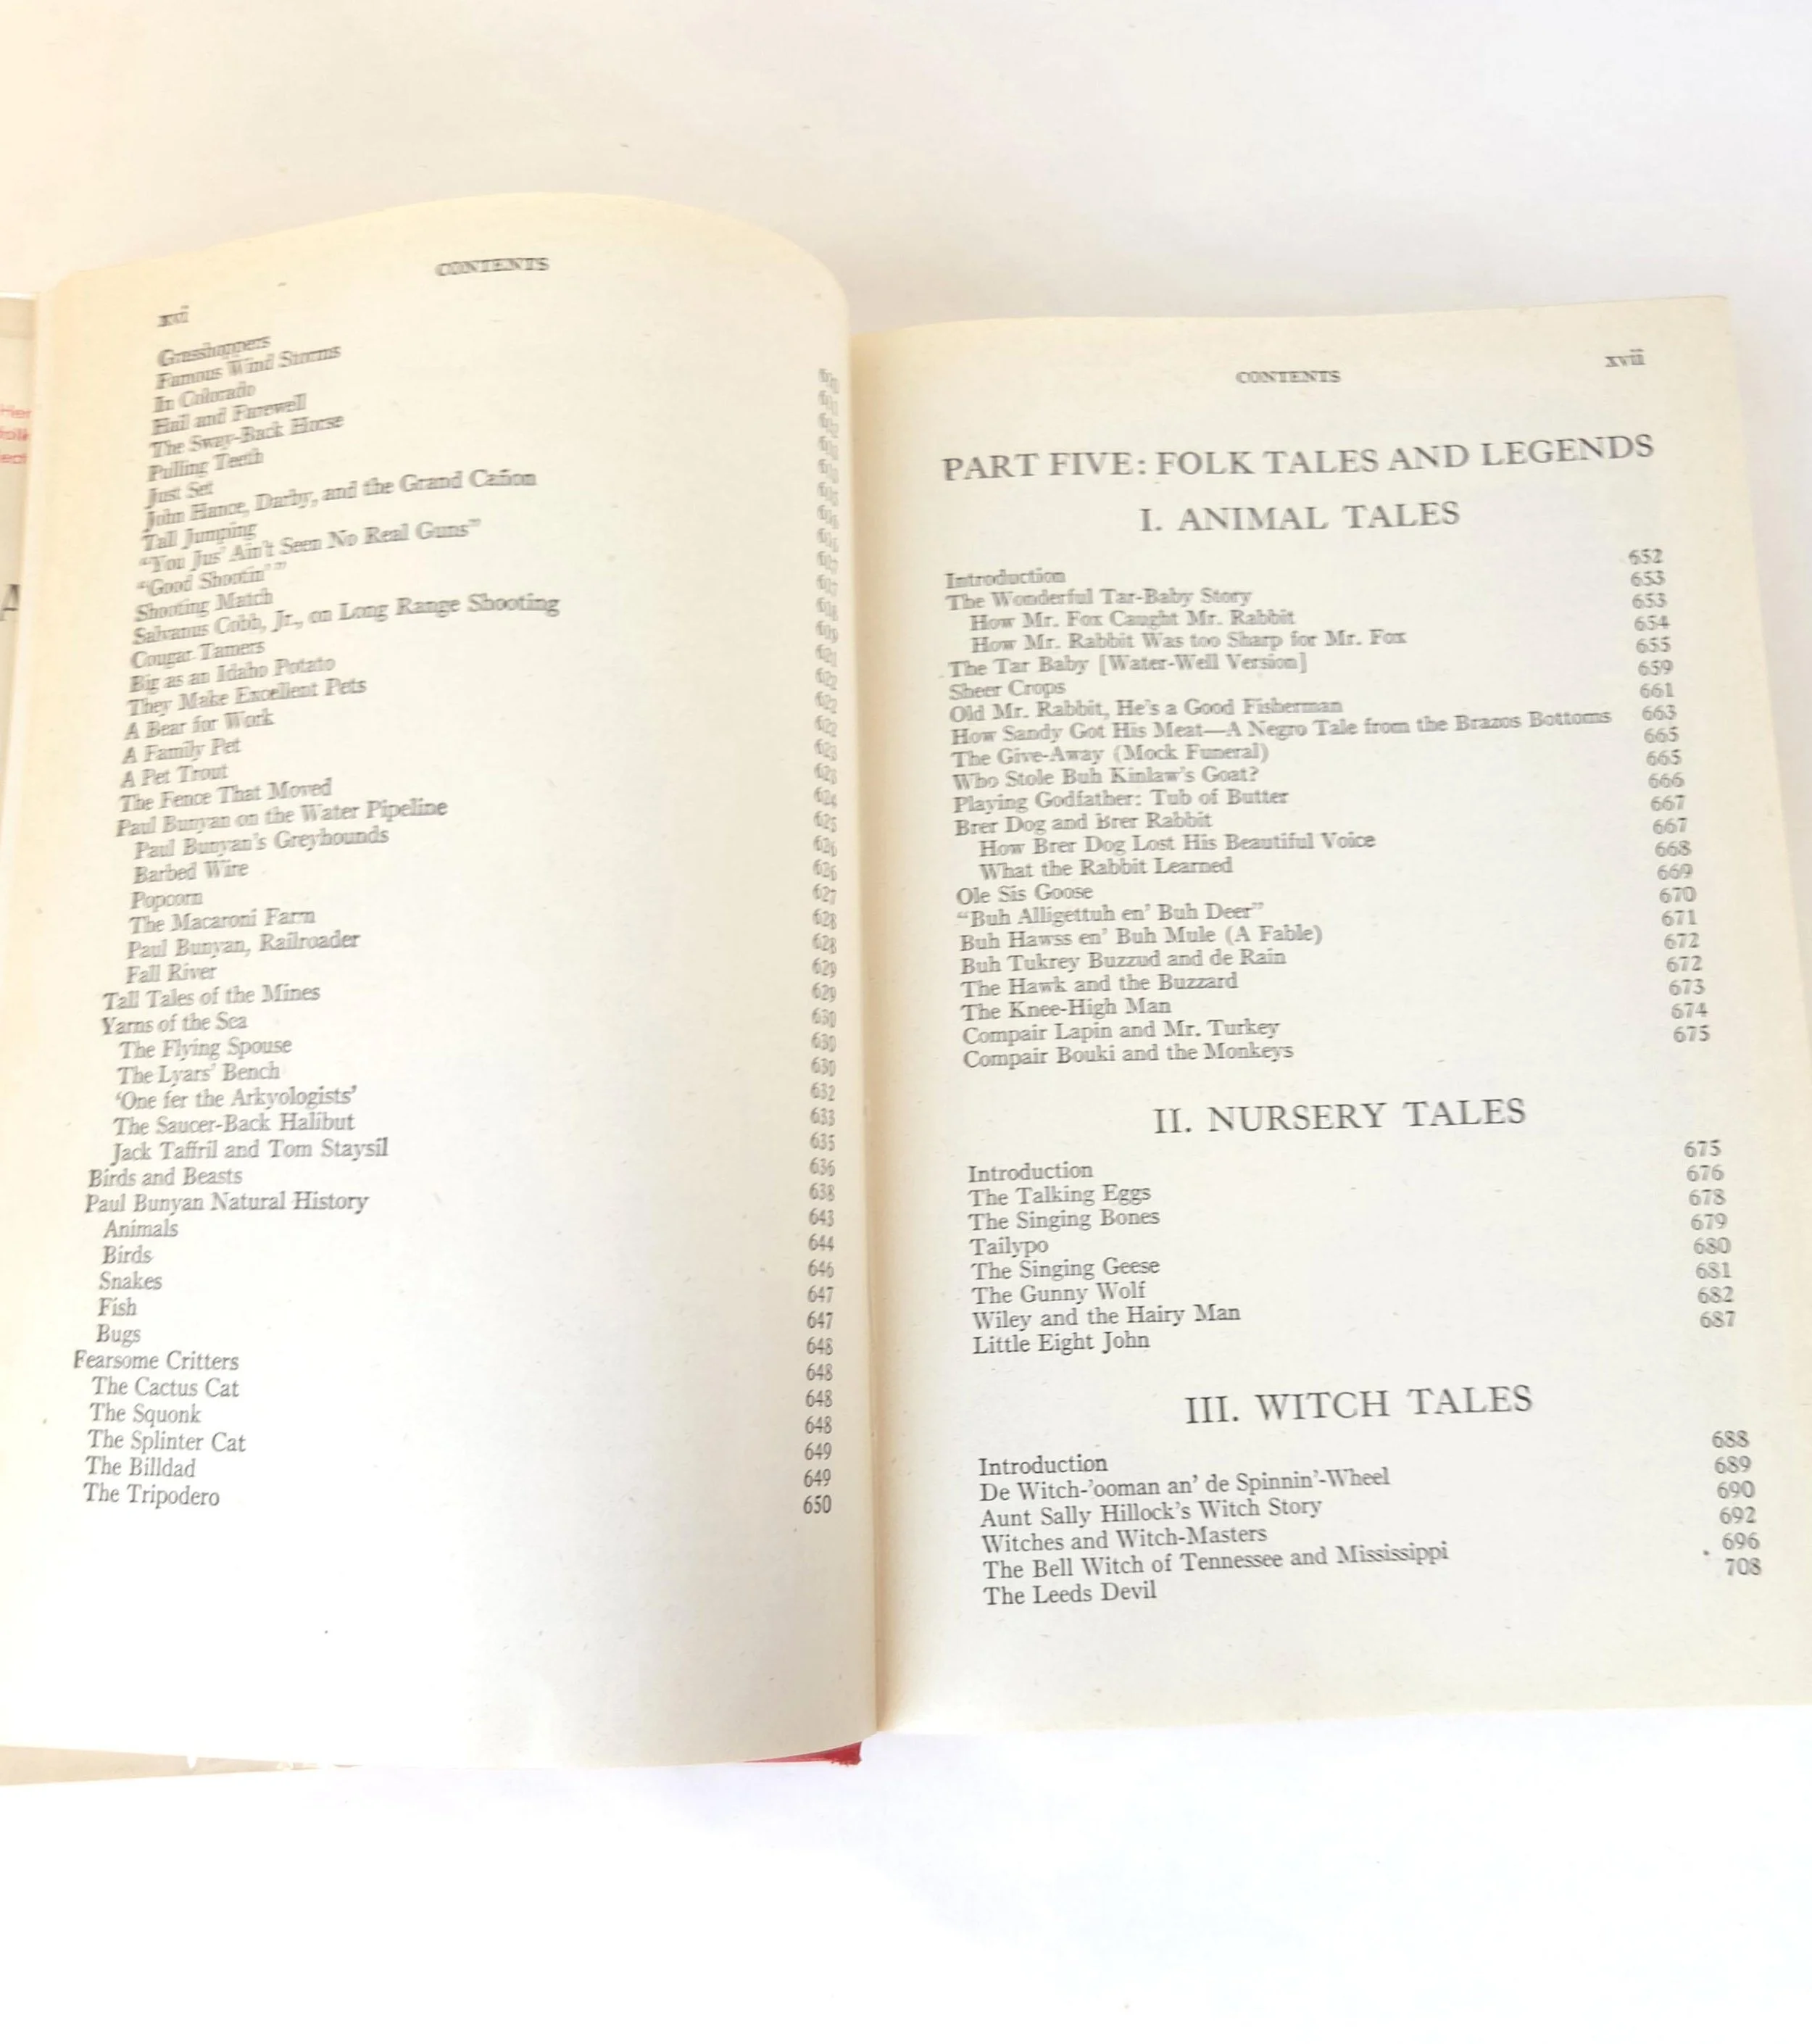 CONTENTS
xvi
Grasshoppers
Famous Wind Storms
In Colorado
Hail and Farewell
The Sway-Back Horse
Pulling Teeth
Just Set
John Hance, Darby, and the Grand Cañon
Tall Jumping
“You Jus’ Ain’t Seen No Real Guns”
“Good Shootin’”
Shooting Match
Salvanus Cobb, Jr., on Long Range Shooting
Cougar Tamers
Big as an Idaho Potato
They Make Excellent Pets
A Bear for Work
A Family Pet
A Pet Trout 624
The Fence That Moved 625
Paul Bunyan on the Water Pipeline 626
Paul Bunyan's Greyhounds 626
Barbed Wire 627
Popcorn 628
The Macaroni Farm 628
Paul Bunyan, Railroader 629
Fall River 629
Tall Tales of the Mines 630
Yarns of the Sea 630
The Flying Spouse 630
The Lyars' Bench 632
‘One fer the Arkyologists’ 633
The Saucer-Back Halibut 635
Jack Taffril and Tom Staysil 636
Birds and Beasts 638
Paul Bunyan Natural History 643
Animals 644
Birds 646
Snakes 647
Fish 647
Bugs 648
Fearsome Critters 648
The Cactus Cat 648
The Squonk 648
The Splinter Cat 649
The Billdad 649
The Tripodero 650
CONTENTS xvii
PART FIVE: FOLK TALES AND LEGENDS
I. ANIMAL TALES
Introduction 652
The Wonderful Tar-Baby Story 653
How Mr. Fox Caught Mr. Rabbit 653
How Mr. Rabbit Was too Sharp for Mr. Fox 654
The Tar Baby [Water-Well Version] 655
Sheer Crops 659
Old Mr. Rabbit, He's a Good Fisherman 661
How Sandy Got His Meat—A Negro Tale from the Brazos Bottoms 663
The Give-Away (Mock Funeral) 665
Who Stole Buh Kinlaw's Goat? 665
Playing Godfather: Tub of Butter 666
Brer Dog and Brer Rabbit 667
How Brer Dog Lost His Beautiful Voice 667
What the Rabbit Learned 668
Ole Sis Goose 669
“Buh Alligettuh en' Buh Deer” 670
Buh Hawss en' Buh Mule (A Fable) 671
Buh Tukrey Buzzud and de Rain 672
The Hawk and the Buzzard 672
The Knee-High Man 673
Compair Lapin and Mr. Turkey 674
Compair Bouki and the Monkeys 675
II. NURSERY TALES
Introduction 675
The Talking Eggs 676
The Singing Bones 678
Tailypo 679
The Singing Geese 680
The Gunny Wolf 681
Wiley and the Hairy Man 682
Little Eight John 687
III. WITCH TALES
Introduction 688
De Witch-'ooman an' de Spinnin'-Wheel 689
Aunt Sally Hillock's Witch Story 690
Witches and Witch-Masters 692
The Bell Witch of Tennessee and Mississippi 696
The Leeds Devil 708